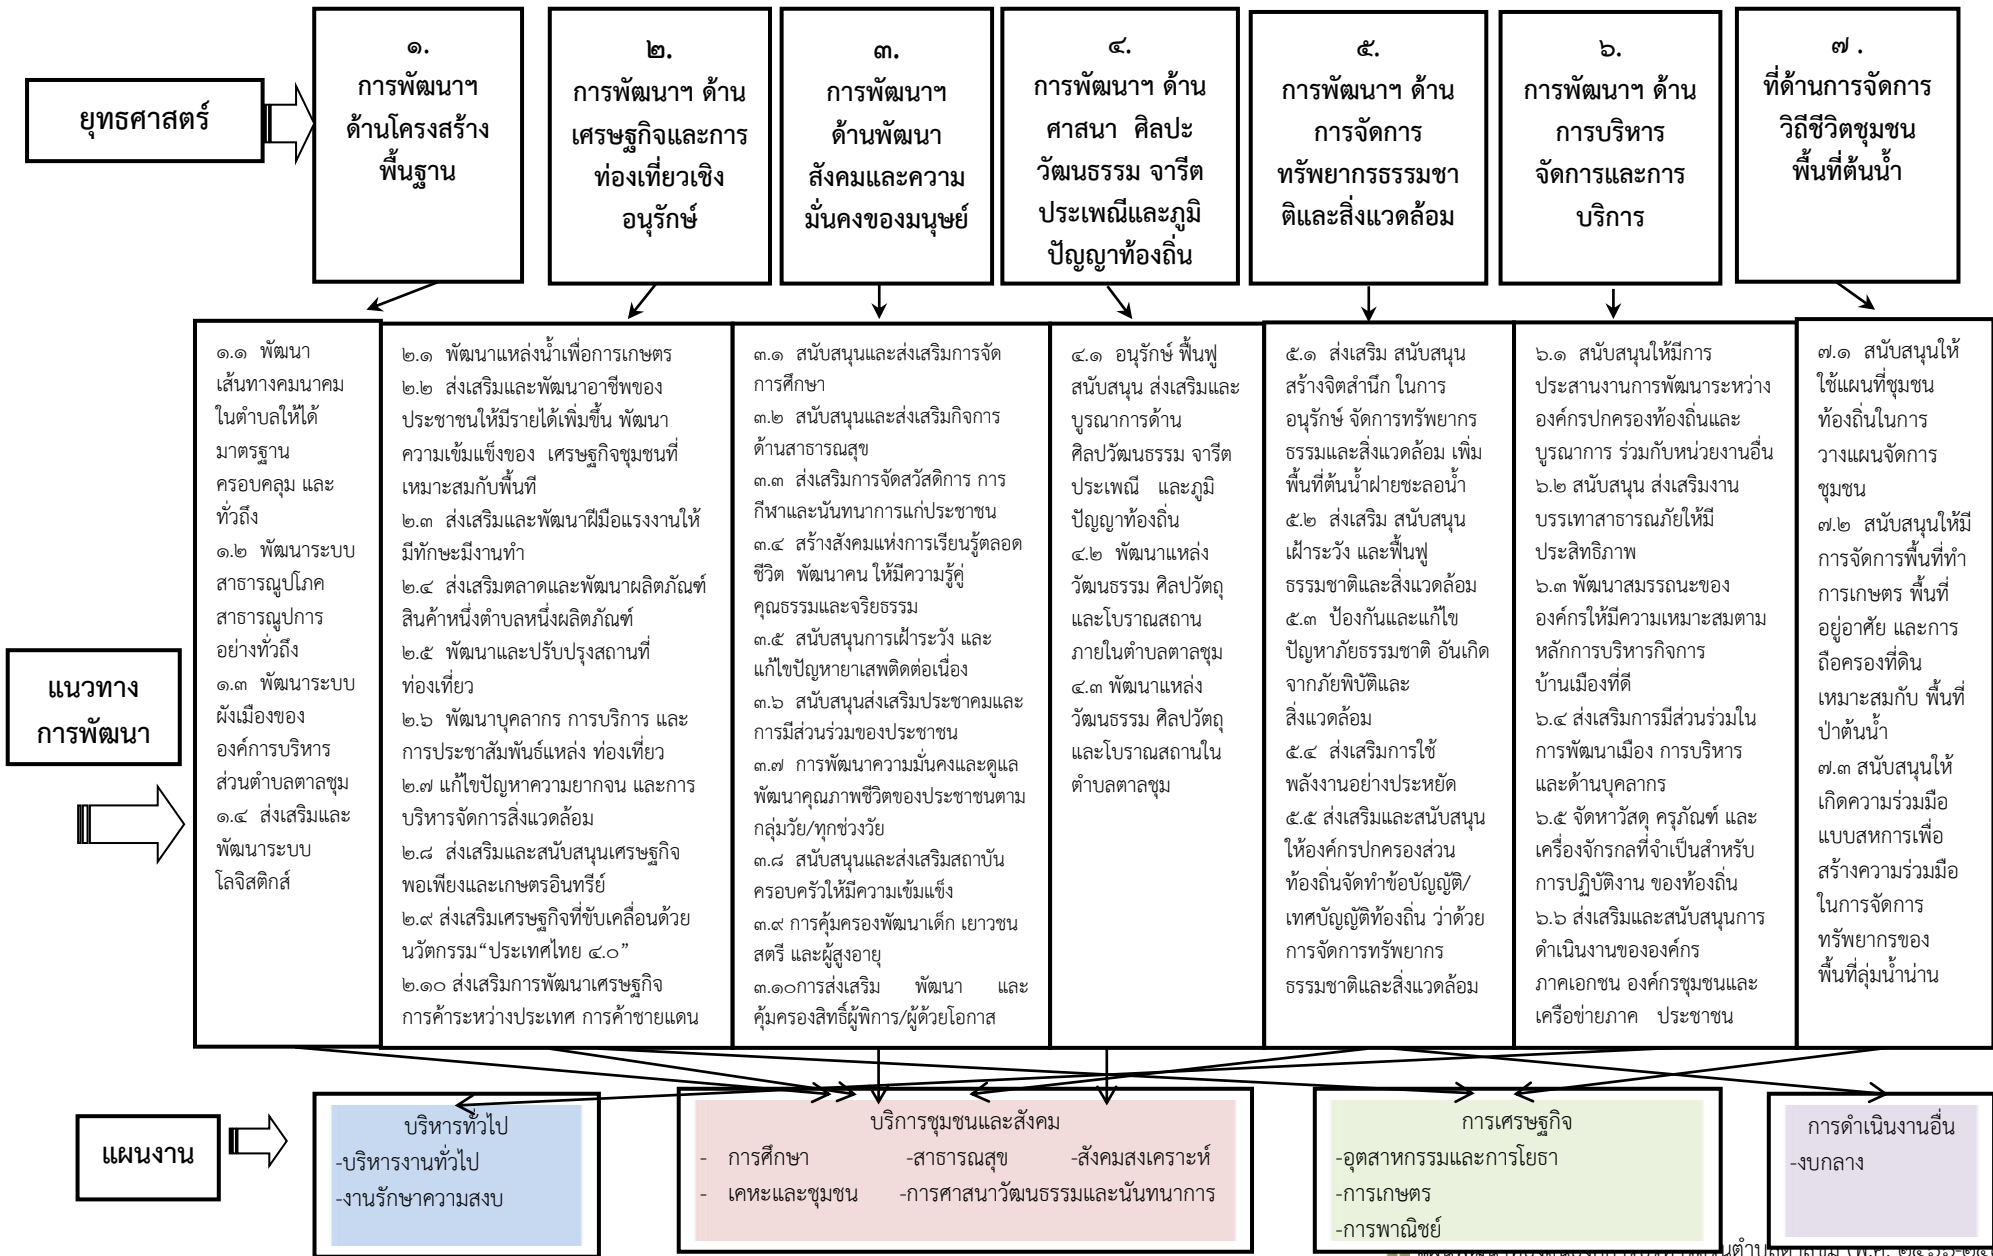 ยุทธศาสตร์
๑.
การพัฒนาฯ
ด้านโครงสร้าง
พื้นฐาน
๒.
การพัฒนาฯ ด้าน
เศรษฐกิจและการ
ท่องเที่ยวเชิง
อนุรักษ์
๓.
การพัฒนาฯ
ด้านพัฒนา
สังคมและความ
มั่นคงของมนุษย์
๔.
การพัฒนาฯ ด้าน
ศาสนา ศิลปะ
วัฒนธรรม จารีต
ประเพณีและภูมิ
ปัญญาท้องถิ่น
๕.
การพัฒนาฯ ด้าน
การจัดการ
ทรัพยากรธรรมชา
ติและสิ่งแวดล้อม
๖.
การพัฒนาฯ ด้าน
การบริหาร
จัดการและการ
บริการ
๗ .
ที่ด้านการจัดการ
วิถีชีวิตชุมชน
พื้นที่ต้นน้ำ
แนวทาง
การพัฒนา
๑.๑ พัฒนา
เส้นทางคมนาคม
ในตำบลให้ได้
มาตรฐาน
ครอบคลุม และ
ทั่วถึง
๑.๒ พัฒนาระบบ
สาธารณูปโภค
สาธารณูปการ
อย่างทั่วถึง
๑.๓ พัฒนาระบบ
ผังเมืองของ
องค์การบริหาร
ส่วนตำบลตาลชุม
๑.๔ ส่งเสริมและ
พัฒนาระบบ
โลจิสติกส์
๒.๑ พัฒนาแหล่งน้ำเพื่อการเกษตร
๒.๒ ส่งเสริมและพัฒนาอาชีพของ
ประชาชนให้มีรายได้เพิ่มขึ้น พัฒนา
ความเข้มแข็งของ เศรษฐกิจชุมชนที่
เหมาะสมกับพื้นที
๒.๓ ส่งเสริมและพัฒนาฝีมือแรงงานให้
มีทักษะมีงานทำ
๒.๔ ส่งเสริมตลาดและพัฒนาผลิตภัณฑ์
สินค้าหนึ่งตำบลหนึ่งผลิตภัณฑ์
๒.๕ พัฒนาและปรับปรุงสถานที่
ท่องเที่ยว
๒.๖ พัฒนาบุคลากร การบริการ และ
การประชาสัมพันธ์แหล่ง ท่องเที่ยว
๒.๗ แก้ไขปัญหาความยากจน และการ
บริหารจัดการสิ่งแวดล้อม
๒.๘ ส่งเสริมและสนับสนุนเศรษฐกิจ
พอเพียงและเกษตรอินทรีย์
๒.๙ ส่งเสริมเศรษฐกิจที่ขับเคลื่อนด้วย
นวัตกรรม“ประเทศไทย ๔.๐”
๒.๑๐ ส่งเสริมการพัฒนาเศรษฐกิจ
การค้าระหว่างประเทศ การค้าชายแดน
๓.๑ สนับสนุนและส่งเสริมการจัด
การศึกษา
๓.๒ สนับสนุนและส่งเสริมกิจการ
ด้านสาธารณสุข
๓.๓ ส่งเสริมการจัดสวัสดิการ การ
กีฬาและนันทนาการแก่ประชาชน
๓.๔ สร้างสังคมแห่งการเรียนรู้ตลอด
ชีวิต พัฒนาคน ให้มีความรู้คู่
คุณธรรมและจริยธรรม
๓.๕ สนับสนุนการเฝ้าระวัง และ
แก้ไขปัญหายาเสพติดต่อเนื่อง
๓.๖ สนับสนุนส่งเสริมประชาคมและ
การมีส่วนร่วมของประชาชน
๓.๗ การพัฒนาความมั่นคงและดูแล
พัฒนาคุณภาพชีวิตของประชาชนตาม
กลุ่มวัย/ทุกช่วงวัย
๓.๘ สนับสนุนและส่งเสริมสถาบัน
ครอบครัวให้มีความเข้มแข็ง
๓.๙ การคุ้มครองพัฒนาเด็ก เยาวชน
สตรี และผู้สูงอายุ
๓.๑๐การส่งเสริม พัฒนา และ
คุ้มครองสิทธิ์ผู้พิการ/ผู้ด้วยโอกาส
๔.๑ อนุรักษ์ ฟื้นฟู
สนับสนุน ส่งเสริมและ
บูรณาการด้าน
ศิลปวัฒนธรรม จารีต
ประเพณี และภูมิ
ปัญญาท้องถิ่น
๔.๒ พัฒนาแหล่ง
วัฒนธรรม ศิลปวัตถุ
และโบราณสถาน
ภายในตำบลตาลชุม
๔.๓ พัฒนาแหล่ง
วัฒนธรรม ศิลปวัตถุ
และโบราณสถานใน
ตำบลตาลชุม
๕.๑ ส่งเสริม สนับสนุน
สร้างจิตสำนึก ในการ
อนุรักษ์ จัดการทรัพยากร
ธรรมและสิ่งแวดล้อม เพิ่ม
พื้นที่ต้นน้ำฝายชะลอน้ำ
๕.๒ ส่งเสริม สนับสนุน
เฝ้าระวัง และฟื้นฟู
ธรรมชาติและสิ่งแวดล้อม
๕.๓ ป้องกันและแก้ไข
ปัญหาภัยธรรมชาติ อันเกิด
จากภัยพิบัติและ
สิ่งแวดล้อม
๕.๔ ส่งเสริมการใช้
พลังงานอย่างประหยัด
๕.๕ ส่งเสริมและสนับสนุน
ให้องค์กรปกครองส่วน
ท้องถิ่นจัดทำข้อบัญญัติ/
เทศบัญญัติท้องถิ่น ว่าด้วย
การจัดการทรัพยากร
ธรรมชาติและสิ่งแวดล้อม
๖.๑ สนับสนุนให้มีการ
ประสานงานการพัฒนาระหว่าง
องค์กรปกครองท้องถิ่นและ
บูรณาการ ร่วมกับหน่วยงานอื่น
๖.๒ สนับสนุน ส่งเสริมงาน
บรรเทาสาธารณภัยให้มี
ประสิทธิภาพ
๖.๓ พัฒนาสมรรถนะของ
องค์กรให้มีความเหมาะสมตาม
หลักการบริหารกิจการ
บ้านเมืองที่ดี
๖.๔ ส่งเสริมการมีส่วนร่วมใน
การพัฒนาเมือง การบริหาร
และด้านบุคลากร
๖.๕ จัดหาวัสดุ ครุภัณฑ์ และ
เครื่องจักรกลที่จำเป็นสำหรับ
การปฏิบัติงาน ของท้องถิ่น
๖.๖ ส่งเสริมและสนับสนุนการ
ดำเนินงานขององค์กร
ภาคเอกชน องค์กรชุมชนและ
เครือข่ายภาค ประชาชน
๗.๑ สนับสนุนให้
ใช้แผนที่ชุมชน
ท้องถิ่นในการ
วางแผนจัดการ
ชุมชน
๗.๒ สนับสนุนให้มี
การจัดการพื้นที่ทำ
การเกษตร พื้นที่
อยู่อาศัย และการ
ถือครองที่ดิน
เหมาะสมกับ พื้นที่
ป่าต้นน้ำ
๗.๓ สนับสนุนให้
เกิดความร่วมมือ
แบบสหการเพื่อ
สร้างความร่วมมือ
ในการจัดการ
ทรัพยากรของ
พื้นที่ลุ่มน้ำน่าน
แผนงาน
บริหารทั่วไป
-บริหารงานทั่วไป
-งานรักษาความสงบ
บริการชุมชนและสังคม
- การศึกษา -สาธารณสุข -สังคมสงเคราะห์
- เคหะและชุมชน -การศาสนาวัฒนธรรมและนันทนาการ
การเศรษฐกิจ
-อุตสาหกรรมและการโยธา
-การเกษตร
-การพาณิชย์
การดำเนินงานอื่น
-งบกลาง